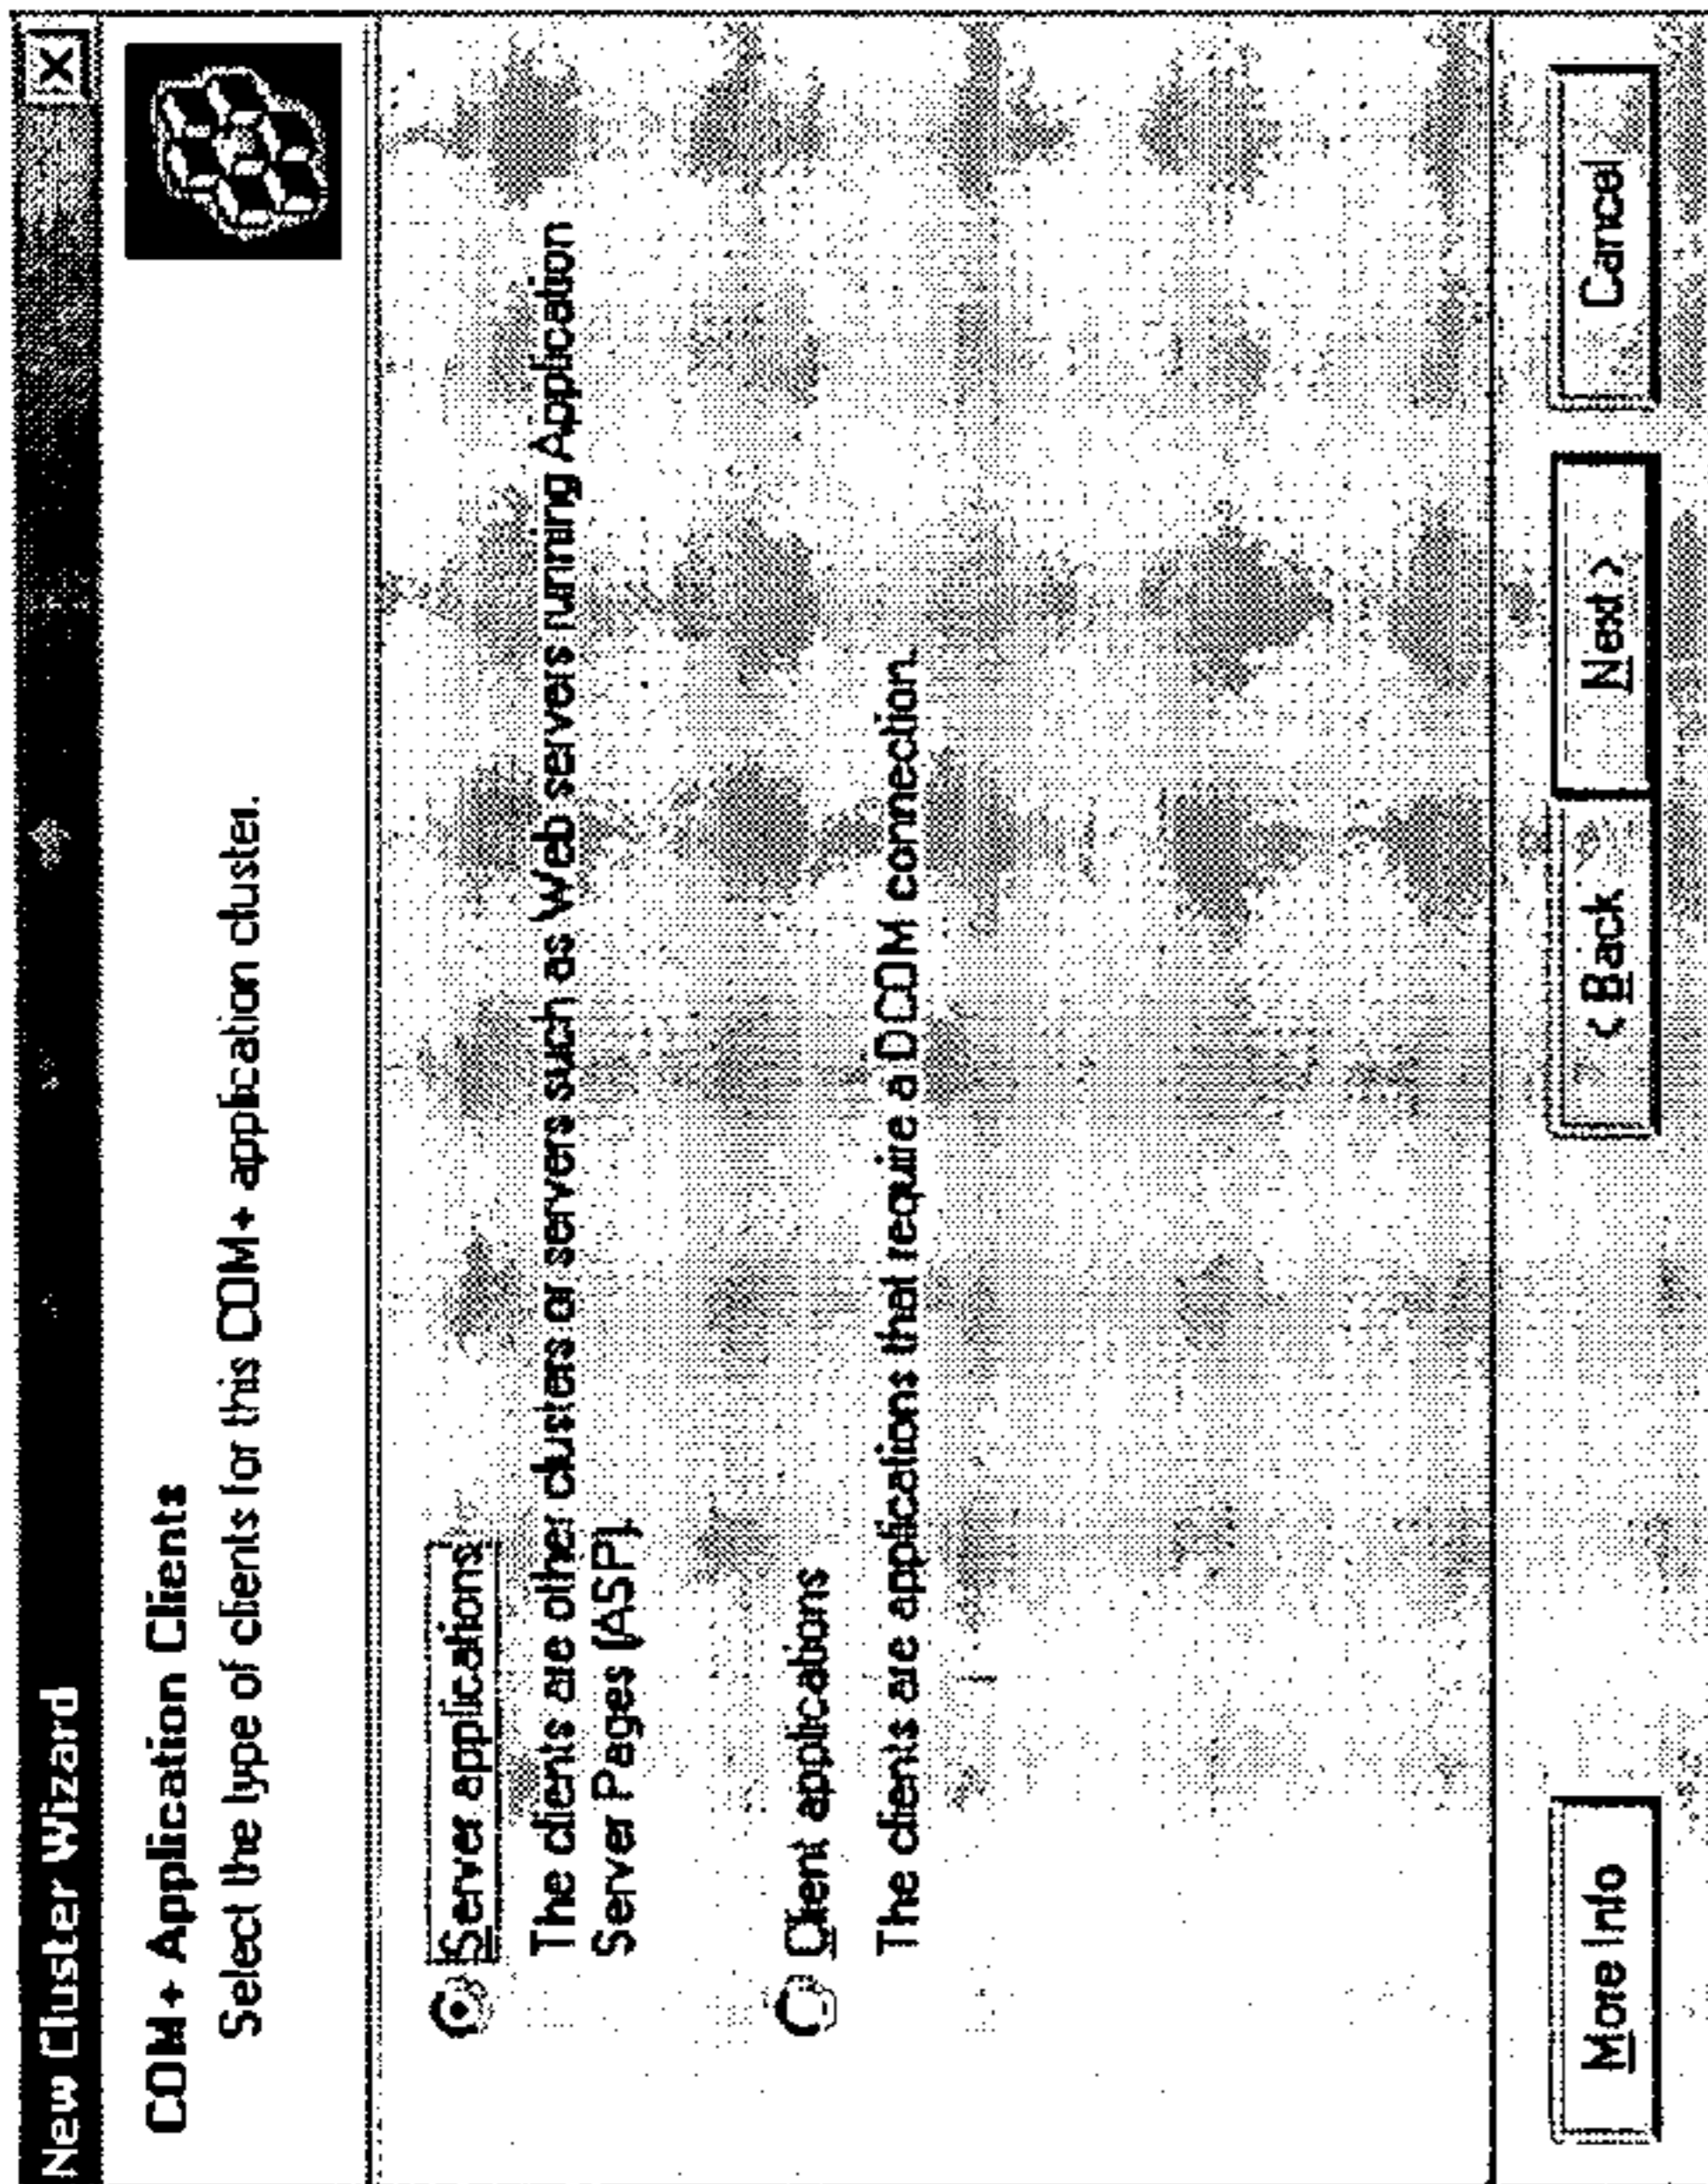 New Cluster Wizard
COM+ Application Clients
Select the type of clients for this COM+ application cluster.
Server applications
The clients are other clusters or servers such as Web servers running Application
Server Pages (ASP).
Client applications
The clients are applications that require a DCOM connection.
More Info
< Back
Next >
Cancel